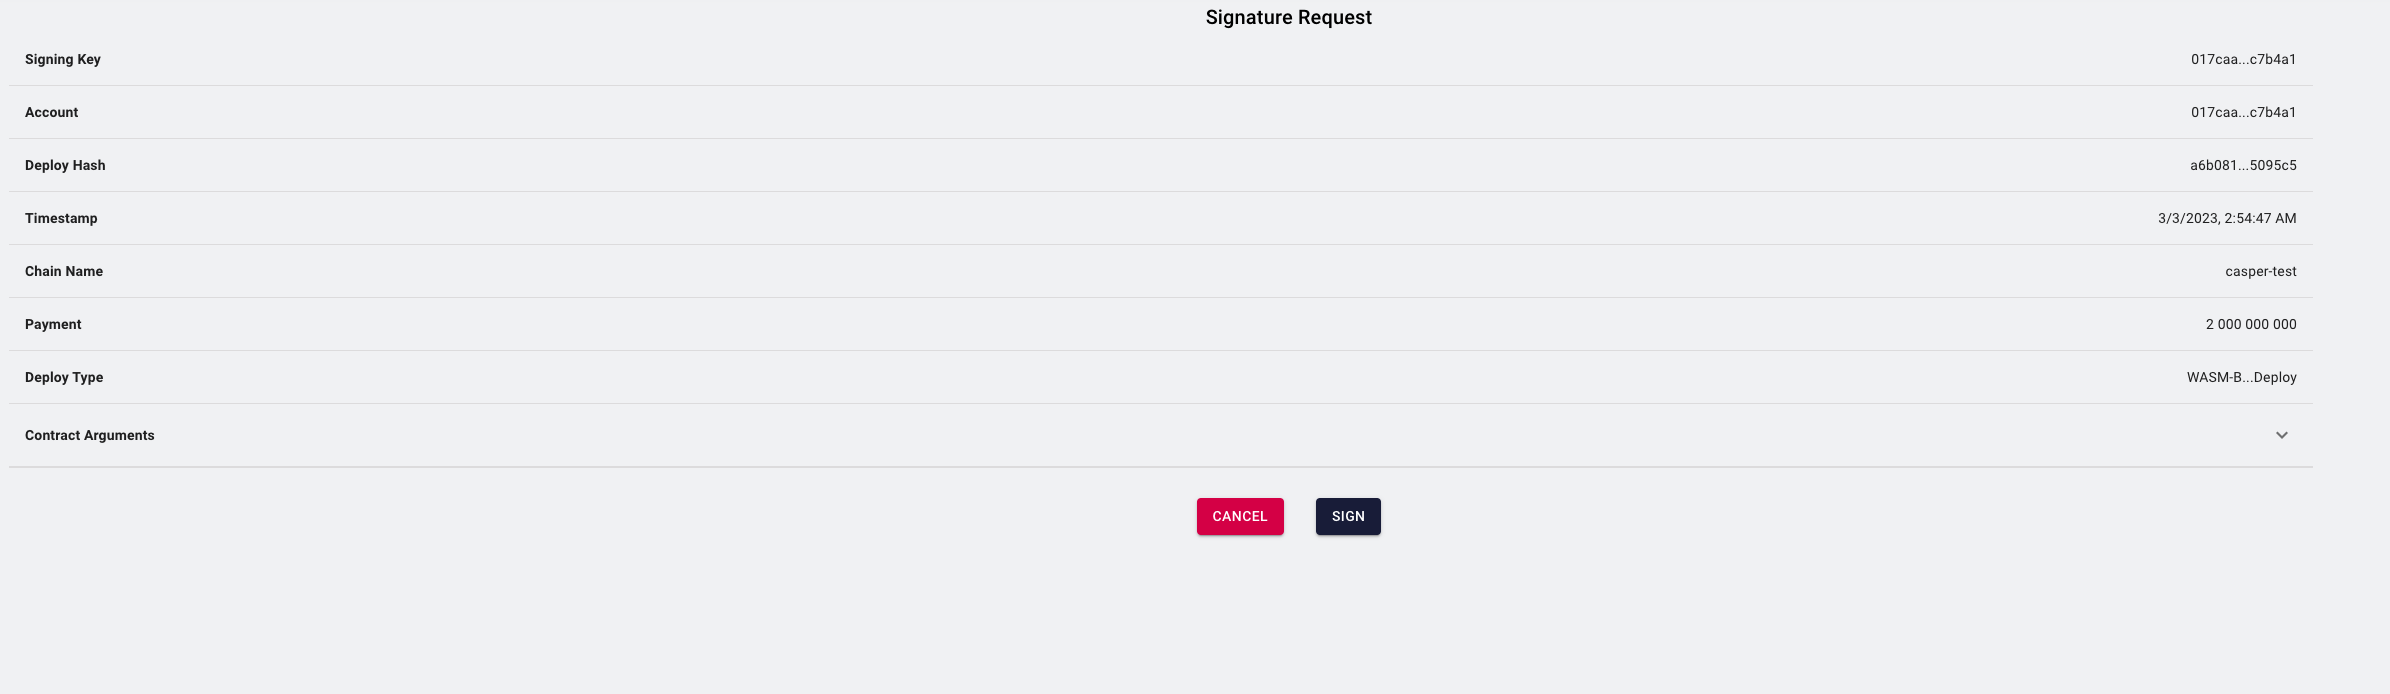 Signature Request
Signing Key 017caa...c7b4a1
Account 017caa...c7b4a1
Deploy Hash a6b081...5095c5
Timestamp 3/3/2023, 2:54:47 AM
Chain Name casper-test
Payment 2 000 000 000
Deploy Type WASM-B...Deploy
Contract Arguments
CANCEL SIGN